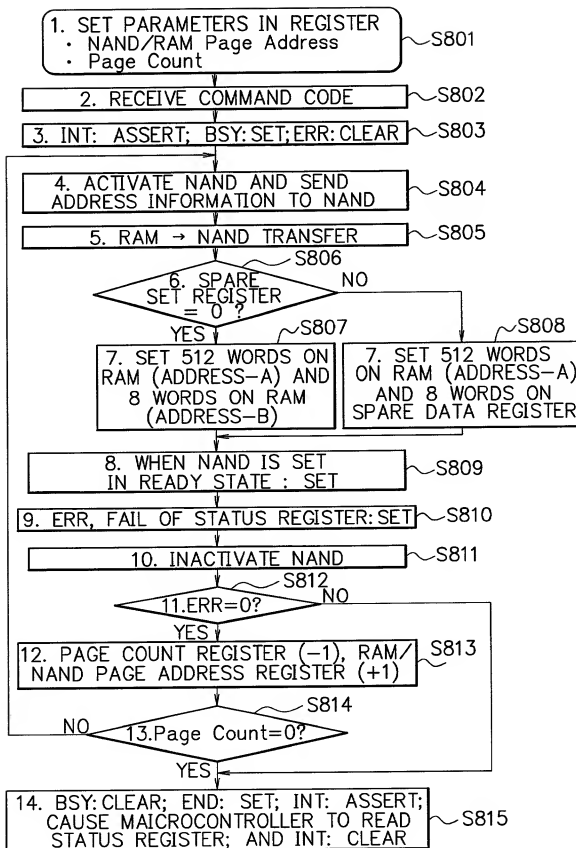 1. SET PARAMETERS IN REGISTER
· NAND/RAM Page Address
· Page Count
S801
2. RECEIVE COMMAND CODE
S802
3. INT: ASSERT; BSY:SET;ERR:CLEAR
S803
4. ACTIVATE NAND AND SEND
ADDRESS INFORMATION TO NAND
S804
5. RAM → NAND TRANSFER
S805
S806
6. SPARE
SET REGISTER
= 0 ?
NO
YES
S807
7. SET 512 WORDS ON
RAM (ADDRESS-A) AND
8 WORDS ON RAM
(ADDRESS-B)
S808
7. SET 512 WORDS
ON RAM (ADDRESS-A)
AND 8 WORDS ON
SPARE DATA REGISTER
8. WHEN NAND IS SET
IN READY STATE : SET
S809
9. ERR, FAIL OF STATUS REGISTER:SET
S810
10. INACTIVATE NAND
S811
S812
11.ERR=0?
NO
YES
12. PAGE COUNT REGISTER (-1), RAM/
NAND PAGE ADDRESS REGISTER (+1)
S813
S814
NO
13.Page Count=0?
YES
14. BSY:CLEAR; END: SET; INT: ASSERT;
CAUSE MAICROCONTROLLER TO READ
STATUS REGISTER; AND INT: CLEAR
S815